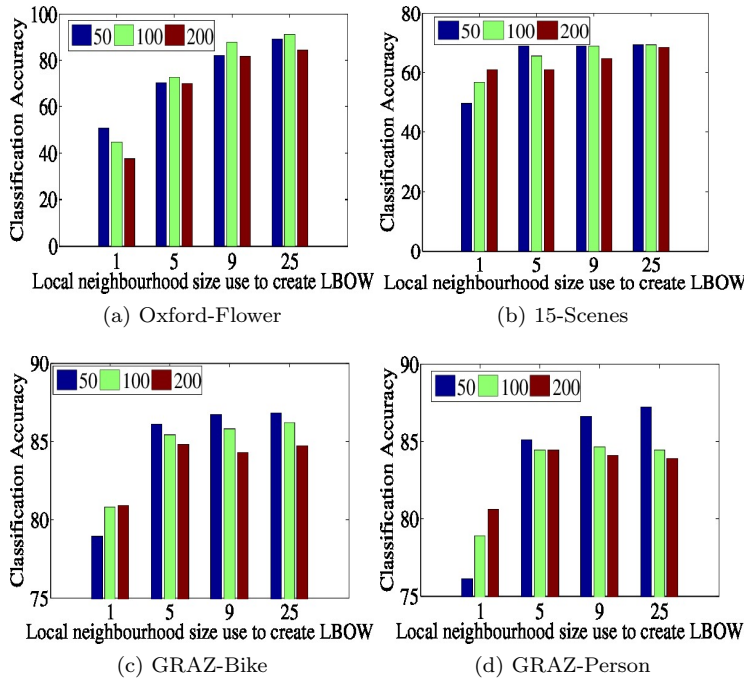 Classification Accuracy
100
80
60
40
20
0
50 100 200
1 5 9 25
Local neighbourhood size use to create LBOW
(a) Oxford-Flower
Classification Accuracy
80
60
40
20
0
50 100 200
1 5 9 25
Local neighbourhood size use to create LBOW
(b) 15-Scenes
Classification Accuracy
90
85
80
75
50 100 200
1 5 9 25
Local neighbourhood size use to create LBOW
(c) GRAZ-Bike
Classification Accuracy
90
85
80
75
50 100 200
1 5 9 25
Local neighbourhood size use to create LBOW
(d) GRAZ-Person